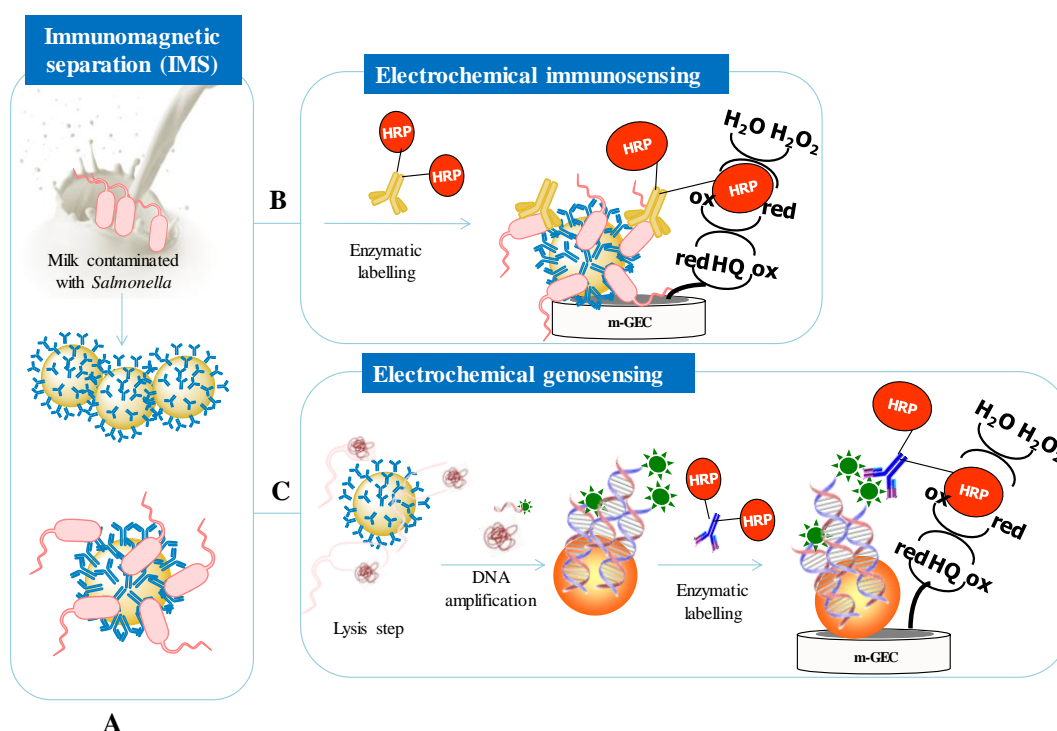 Immunomagnetic
separation (IMS)
Milk contaminated
with Salmonella
A
Electrochemical immunosensing
B
HRP
HRP
Enzymatic
labelling
HRP
HRP
H₂O H₂O₂
ox
red
red HQ ox
m-GEC
Electrochemical genosensing
C
Lysis step
DNA
amplification
HRP
HRP
Enzymatic
labelling
HRP
HRP
H₂O H₂O₂
ox
red
red HQ ox
m-GEC